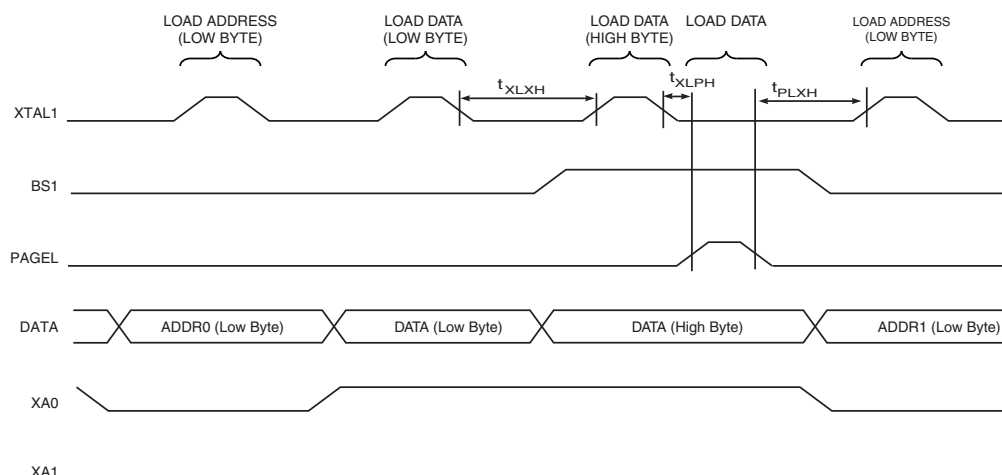 LOAD ADDRESS
(LOW BYTE)
LOAD DATA
(LOW BYTE)
LOAD DATA
(HIGH BYTE)
LOAD DATA
LOAD ADDRESS
(LOW BYTE)
XTAL1
tXLXH
tXLPH
tPLXH
BS1
PAGEL
DATA
ADDR0 (Low Byte)
DATA (Low Byte)
DATA (High Byte)
ADDR1 (Low Byte)
XA0
XA1